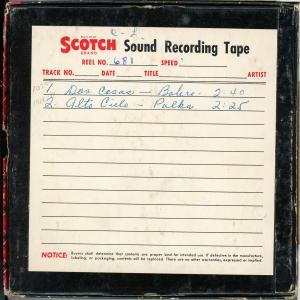 SCOTCH BRAND Sound Recording Tape
REEL NO. 681 SPEED
TRACK NO. DATE TITLE ARTIST
1. Dos Cosas — Bolero. 2:40
2. Alto Cielo — Polka 2:25
NOTICE: Buyers shall determine that contents are proper kind for intended use. If defective in manufacture,
labeling, or packaging, contents will be replaced. There are no other warranties, expressed or implied.